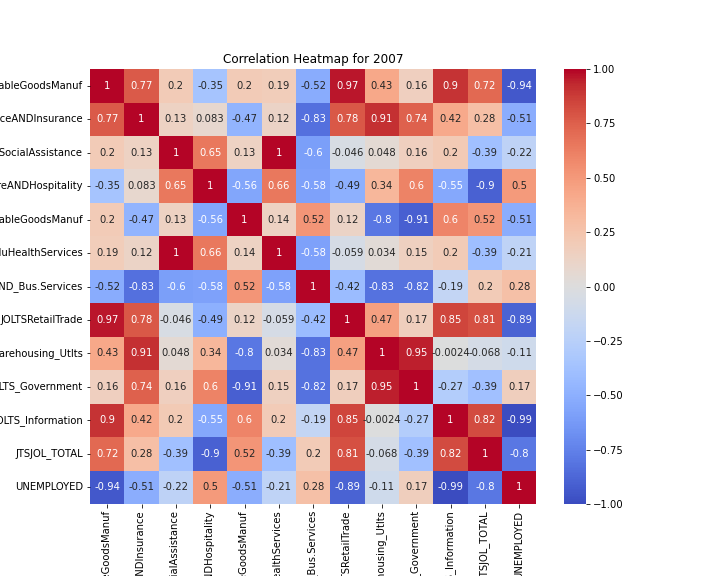 Correlation Heatmap for 2007
ableGoodsManuf 1 0.77 0.2 -0.35 0.2 0.19 -0.52 0.97 0.43 0.16 0.9 0.72 -0.94
ceANDInsurance 0.77 1 0.13 0.083 -0.47 0.12 -0.83 0.78 0.91 0.74 0.42 0.28 -0.51
SocialAssistance 0.2 0.13 1 0.65 0.13 1 -0.6 -0.046 0.048 0.16 0.2 -0.39 -0.22
reANDHospitality -0.35 0.083 0.65 1 -0.56 0.66 -0.58 -0.49 0.34 0.6 -0.55 -0.9 0.5
ableGoodsManuf 0.2 -0.47 0.13 -0.56 1 0.14 0.52 0.12 -0.8 -0.91 0.6 0.52 -0.51
duHealthServices 0.19 0.12 1 0.66 0.14 1 -0.58 -0.059 0.034 0.15 0.2 -0.39 -0.21
ND_Bus.Services -0.52 -0.83 -0.6 -0.58 0.52 -0.58 1 -0.42 -0.83 -0.82 -0.19 0.2 0.28
JOLTSRetailTrade 0.97 0.78 -0.046 -0.49 0.12 -0.059 -0.42 1 0.47 0.17 0.85 0.81 -0.89
arehousing_Utlts 0.43 0.91 0.048 0.34 -0.8 0.034 -0.83 0.47 1 0.95 -0.0024 -0.068 -0.11
LTS_Government 0.16 0.74 0.16 0.6 -0.91 0.15 -0.82 0.17 0.95 1 -0.27 -0.39 0.17
OLTS_Information 0.9 0.42 0.2 -0.55 0.6 0.2 -0.19 0.85 -0.0024 -0.27 1 0.82 -0.99
JTSJOL_TOTAL 0.72 0.28 -0.39 -0.9 0.52 -0.39 0.2 0.81 -0.068 -0.39 0.82 1 -0.8
UNEMPLOYED -0.94 -0.51 -0.22 0.5 -0.51 -0.21 0.28 -0.89 -0.11 0.17 -0.99 -0.8 1
eGoodsManuf
NDInsurance
cialAssistance
NDHospitality
eGoodsManuf
ealthServices
_Bus.Services
TSRetailTrade
housing_Utlts
_Government
_Information
TSJOL_TOTAL
UNEMPLOYED
1.00
0.75
0.50
0.25
0.00
−0.25
−0.50
−0.75
−1.00